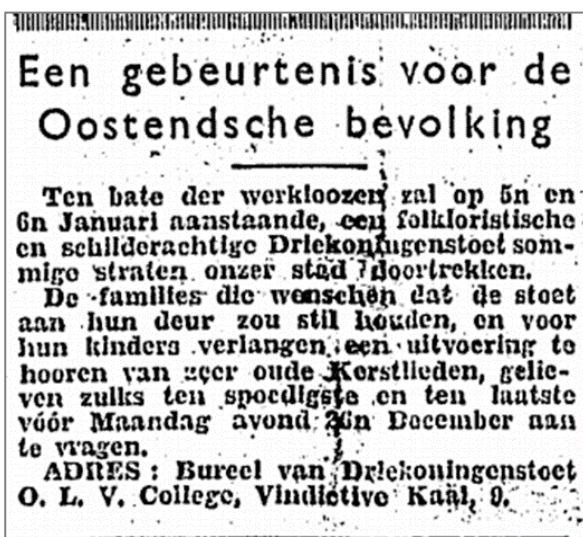 Een gebeurtenis voor de
Oostendsche bevolking
Ten bate der werkloozen zal op 5n en
6n Januari aanstaande, een folkloristische
en schilderachtige Driekoningenstoet som-
mige straten onzer stad doortrekken.
De families die wenschen dat de stoet
aan hun deur zou stil houden, en voor
hun kinders verlangen een uitvoering te
hooren van zeer oude Kerstlieden, gelie-
ven zulks ten spoedigste en ten laatste
vóór Maandag avond 26n December aan
te vragen.
ADRES : Bureel van Driekoningenstoet
O. L. V. College, Vindictive Kaai, 9.